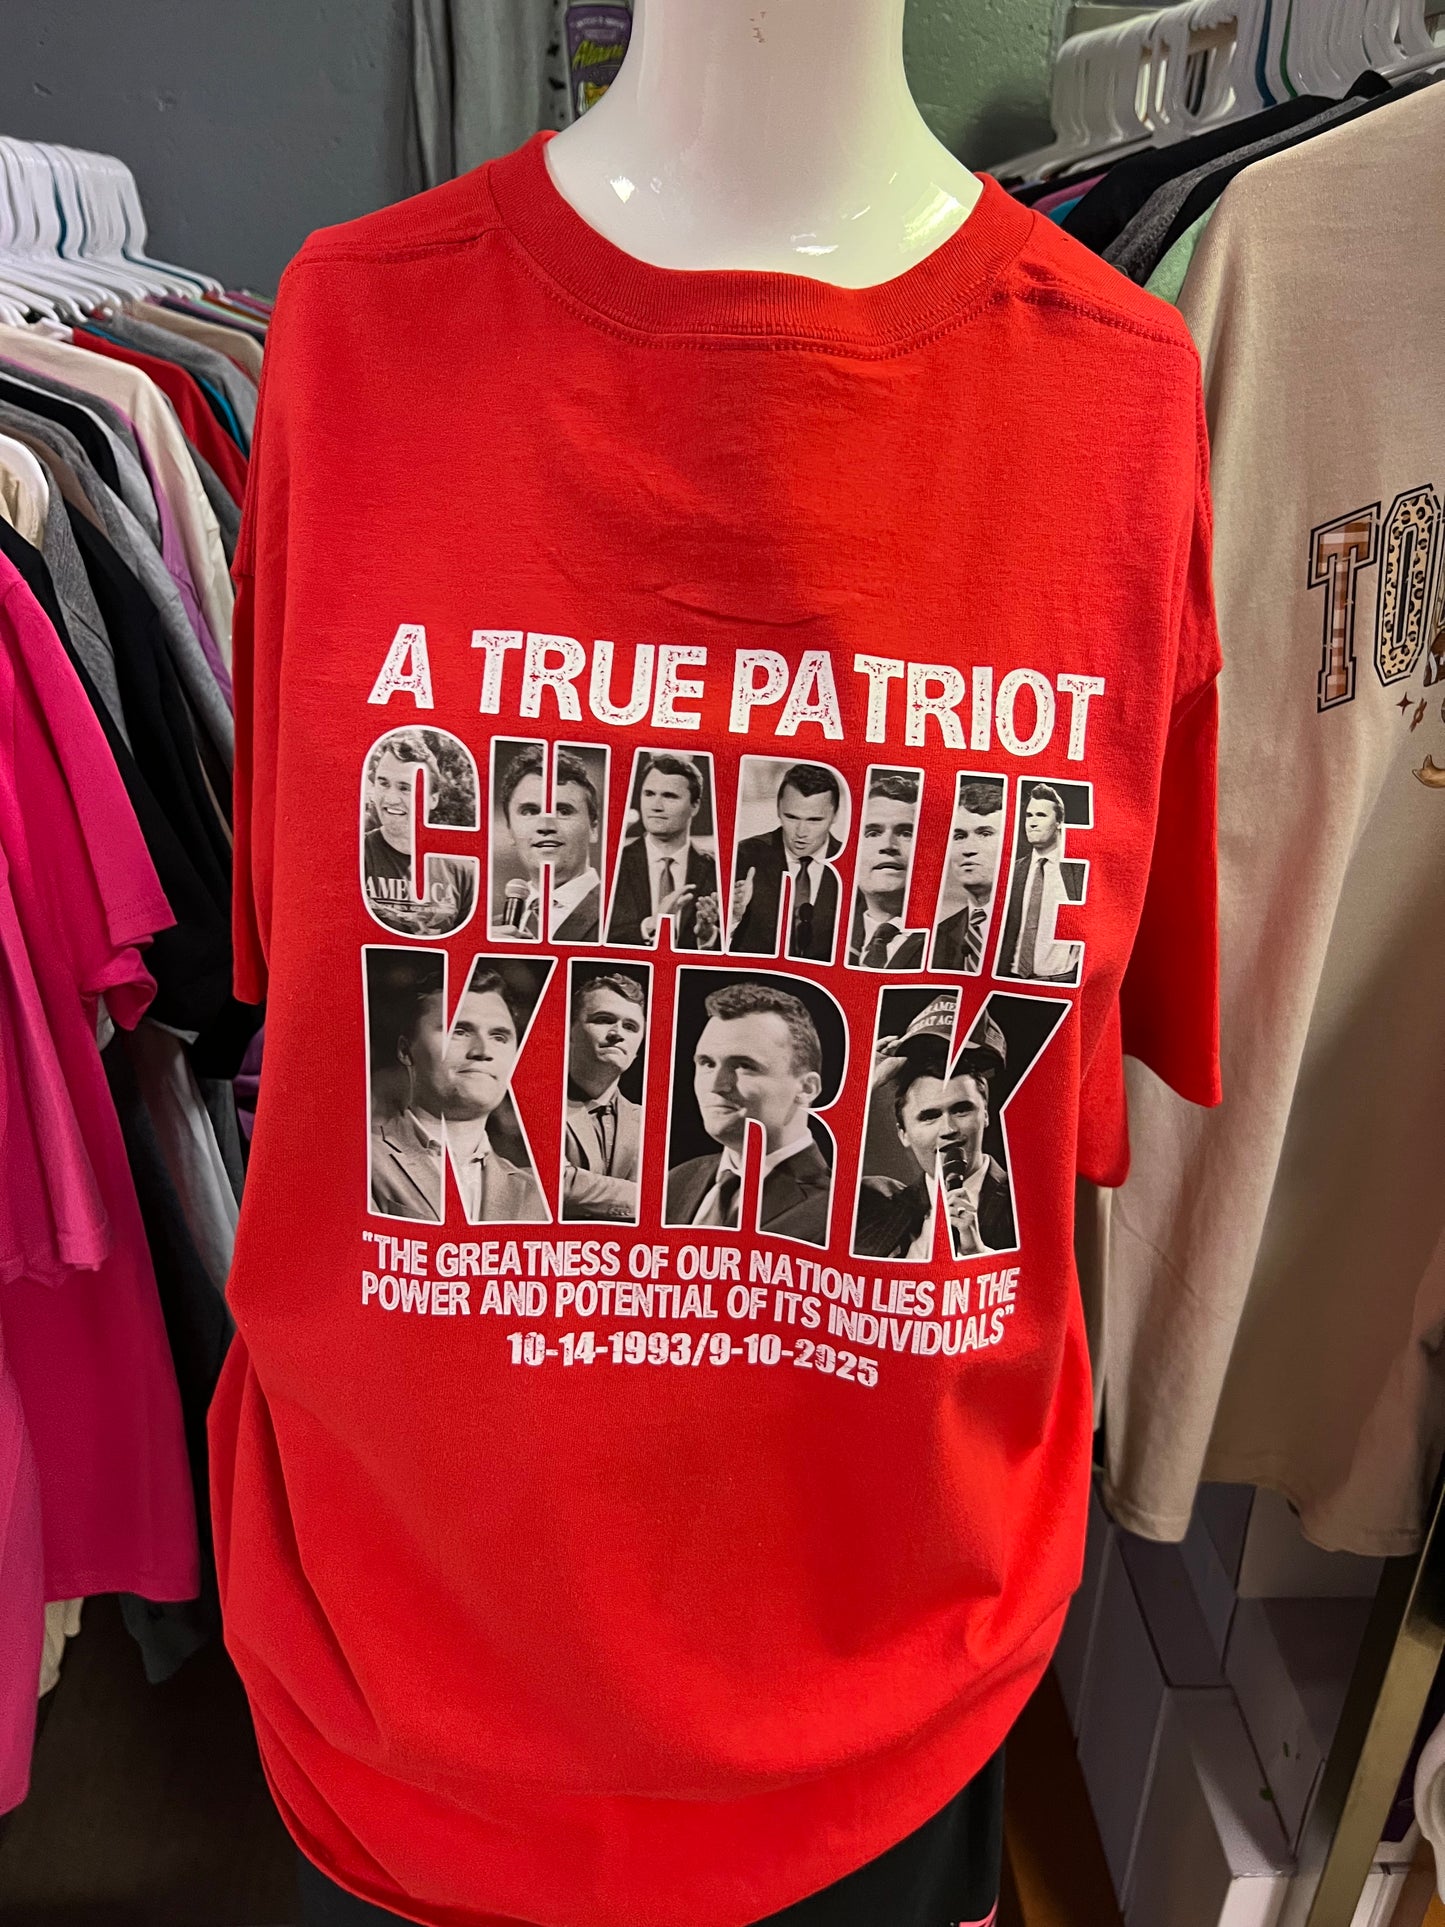 A TRUE PATRIOT
CHARLIE
KIRK
"THE GREATNESS OF OUR NATION LIES IN THE
POWER AND POTENTIAL OF ITS INDIVIDUALS"
10-14-1993/9-10-2025
AMERICA